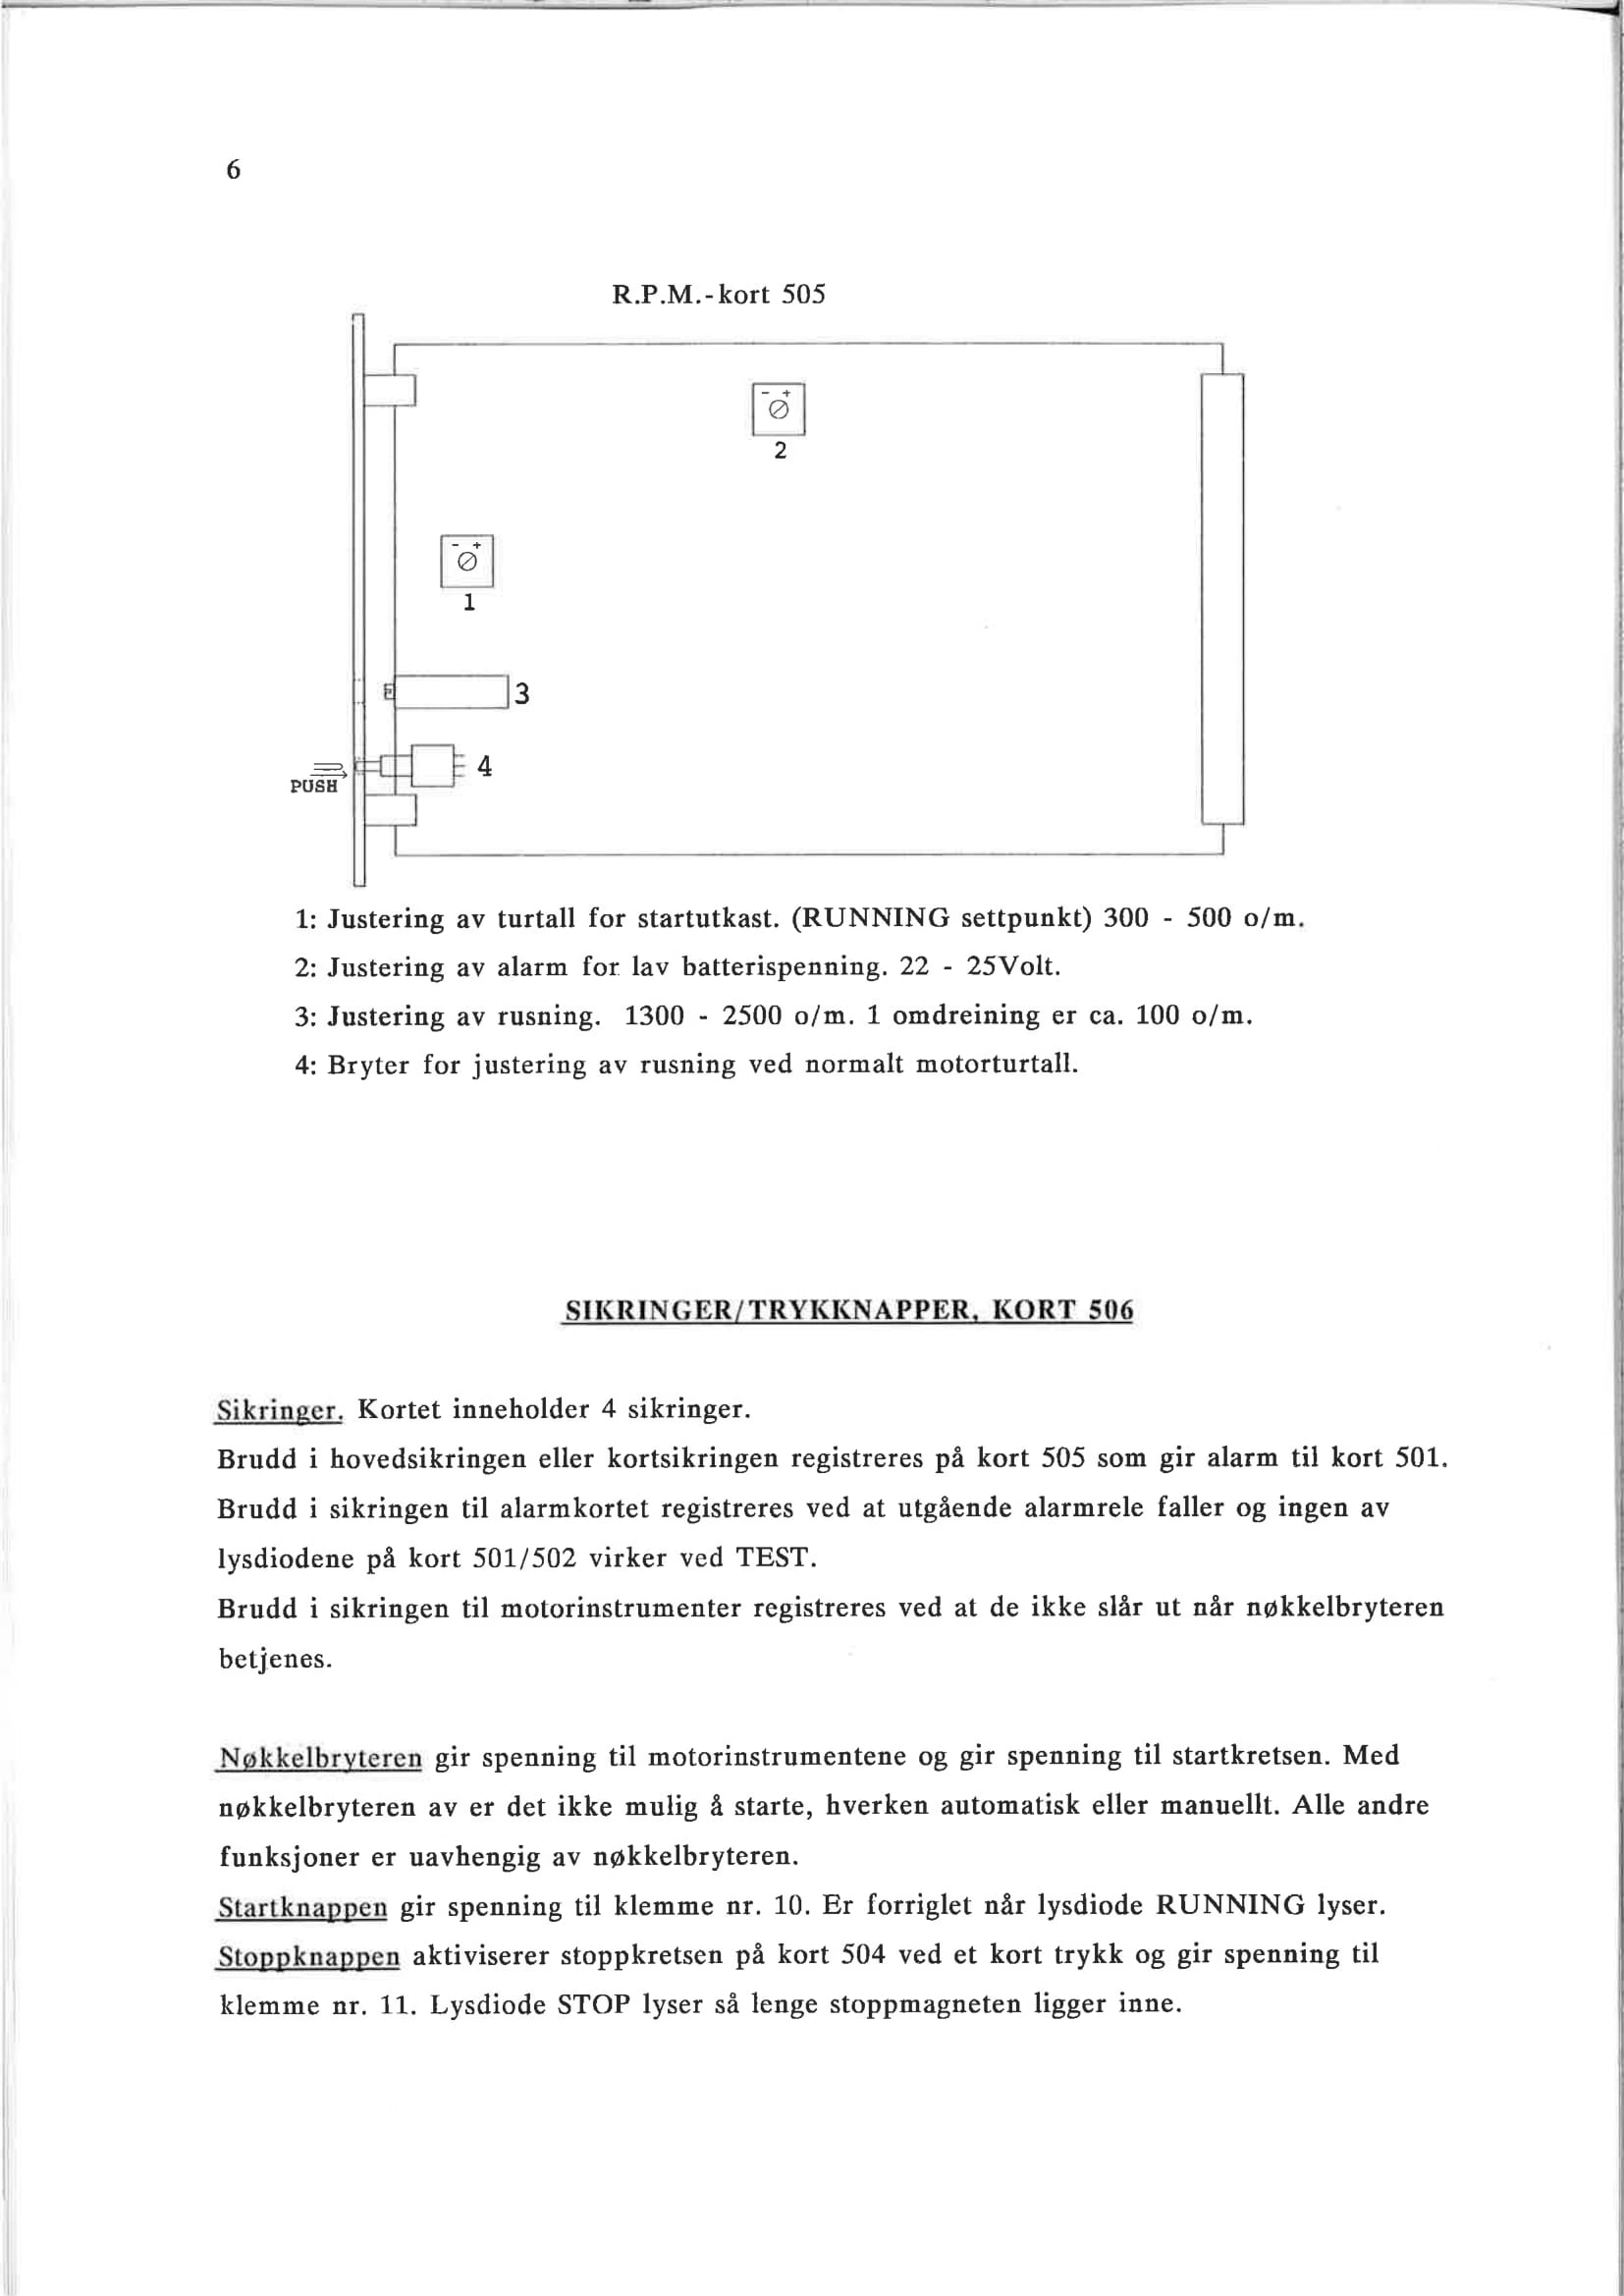 6
R.P.M.-kort 505
- +
2
- +
1
3
4
PUSH
1: Justering av turtall for startutkast. (RUNNING settpunkt) 300 - 500 o/m.
2: Justering av alarm for lav batterispenning. 22 - 25Volt.
3: Justering av rusning. 1300 - 2500 o/m. 1 omdreining er ca. 100 o/m.
4: Bryter for justering av rusning ved normalt motorturtall.
SIKRINGER/TRYKKNAPPER, KORT 506
Sikringer. Kortet inneholder 4 sikringer.
Brudd i hovedsikringen eller kortsikringen registreres på kort 505 som gir alarm til kort 501.
Brudd i sikringen til alarmkortet registreres ved at utgående alarmrele faller og ingen av
lysdiodene på kort 501/502 virker ved TEST.
Brudd i sikringen til motorinstrumenter registreres ved at de ikke slår ut når nøkkelbryteren
betjenes.
Nøkkelbryteren gir spenning til motorinstrumentene og gir spenning til startkretsen. Med
nøkkelbryteren av er det ikke mulig å starte, hverken automatisk eller manuellt. Alle andre
funksjoner er uavhengig av nøkkelbryteren.
Startknappen gir spenning til klemme nr. 10. Er forriglet når lysdiode RUNNING lyser.
Stoppknappen aktiviserer stoppkretsen på kort 504 ved et kort trykk og gir spenning til
klemme nr. 11. Lysdiode STOP lyser så lenge stoppmagneten ligger inne.